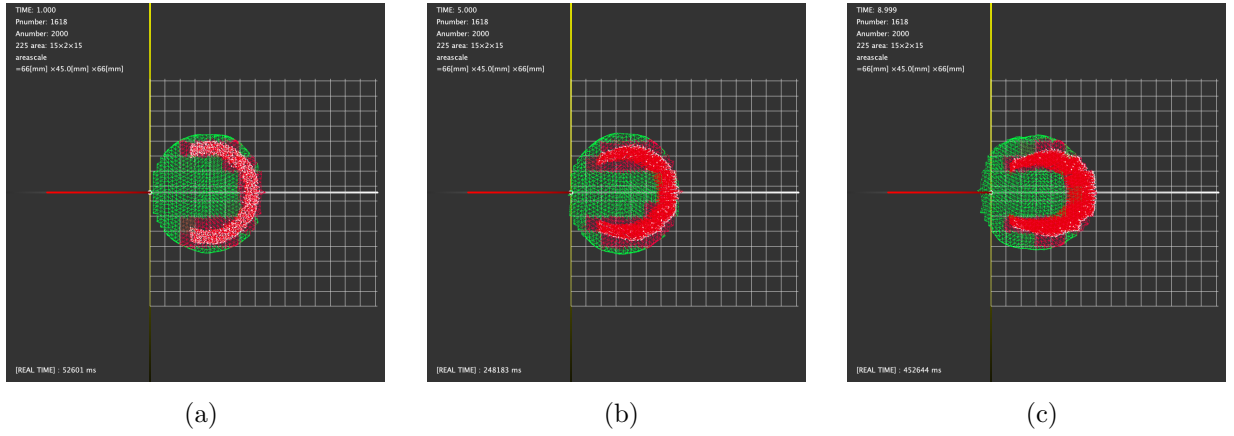 TIME: 1.000
Pnumber: 1618
Anumber: 2000
225 area: 15×2×15
areascale
=66[mm] ×45.0[mm] ×66[mm]
[REAL TIME] : 52601 ms
(a)
TIME: 5.000
Pnumber: 1618
Anumber: 2000
225 area: 15×2×15
areascale
=66[mm] ×45.0[mm] ×66[mm]
[REAL TIME] : 248183 ms
(b)
TIME: 8.999
Pnumber: 1618
Anumber: 2000
225 area: 15×2×15
areascale
=66[mm] ×45.0[mm] ×66[mm]
[REAL TIME] : 452644 ms
(c)